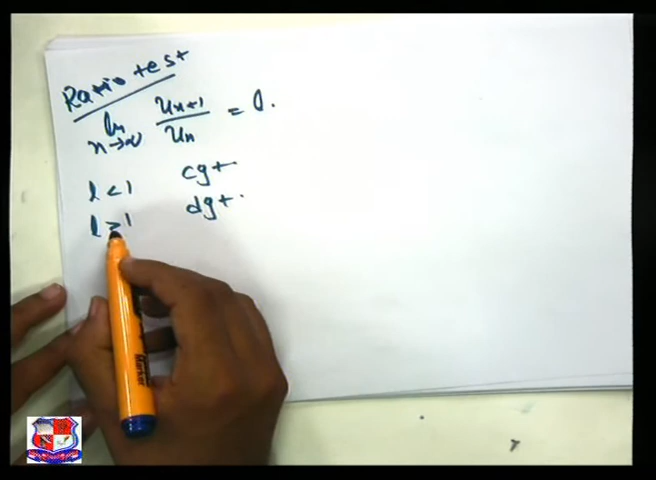 Ratio test
lim n→∞ un+1/un = l.
l < 1 cgt.
l > 1 dgt.